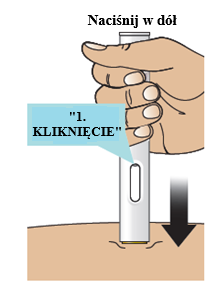 Naciśnij w dół
"1.
KLIKNIĘCIE"